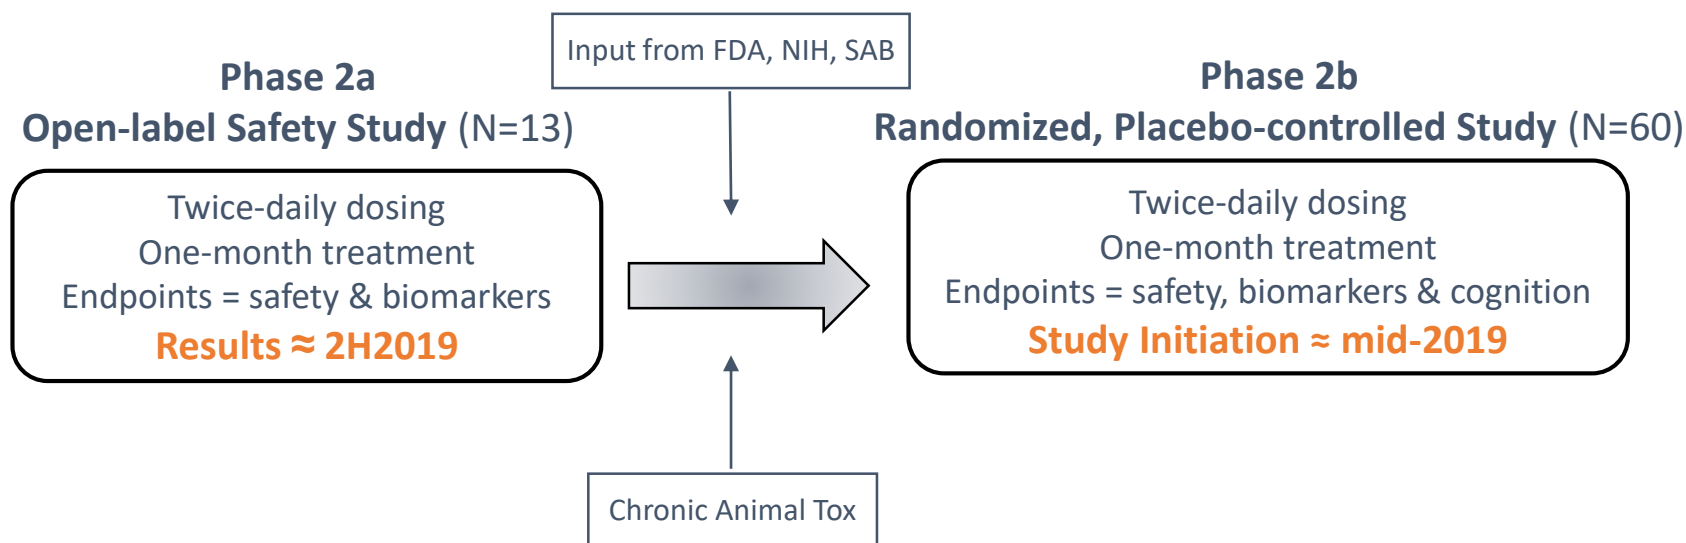 Phase 2a
Open-label Safety Study (N=13)
Twice-daily dosing
One-month treatment
Endpoints = safety & biomarkers
Results ≈ 2H2019
Input from FDA, NIH, SAB
Chronic Animal Tox
Phase 2b
Randomized, Placebo-controlled Study (N=60)
Twice-daily dosing
One-month treatment
Endpoints = safety, biomarkers & cognition
Study Initiation ≈ mid-2019